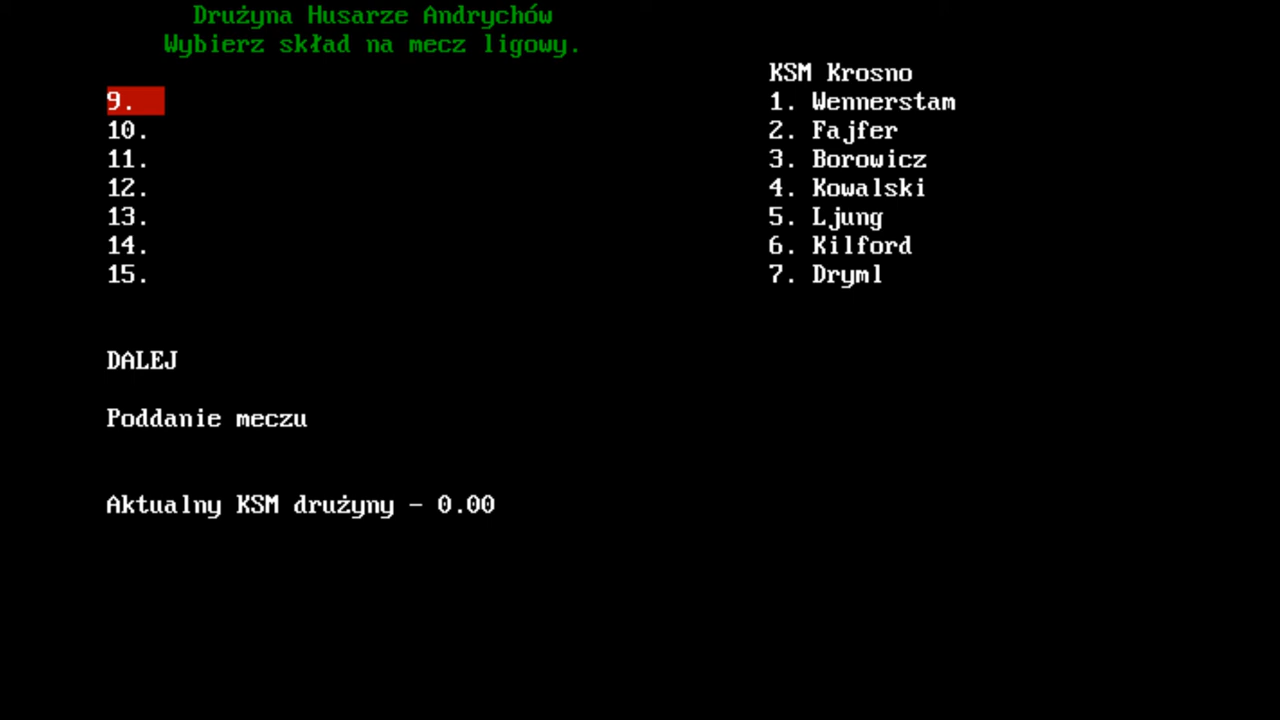 Drużyna Husarze Andrychów
Wybierz skład na mecz ligowy.
KSM Krosno
9.
1. Wennerstam
10.
2. Fajfer
11.
3. Borowicz
12.
4. Kowalski
13.
5. Ljung
14.
6. Kilford
15.
7. Dryml
DALEJ
Poddanie meczu
Aktualny KSM drużyny - 0.00